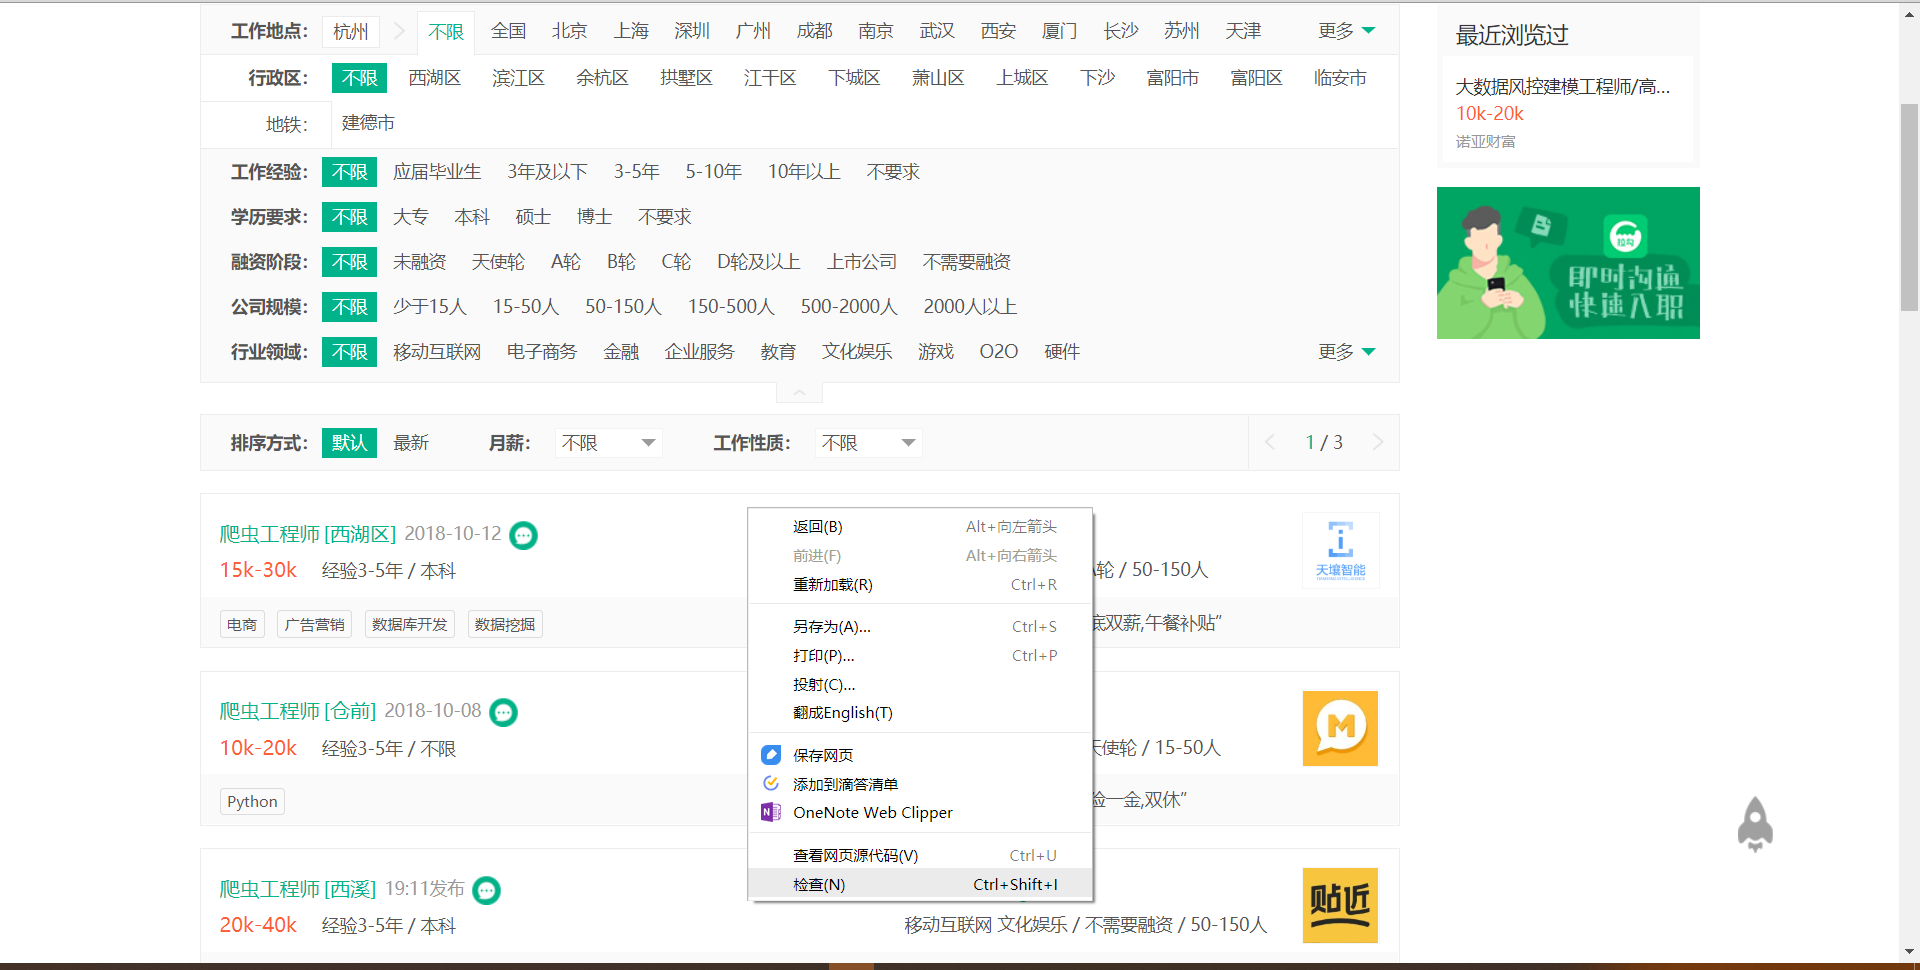 工作地点： 杭州 不限 全国 北京 上海 深圳 广州 成都 南京 武汉 西安 厦门 长沙 苏州 天津 更多
行政区： 不限 西湖区 滨江区 余杭区 拱墅区 江干区 下城区 萧山区 上城区 下沙 富阳市 富阳区 临安市
地铁： 建德市
工作经验： 不限 应届毕业生 3年及以下 3-5年 5-10年 10年以上 不要求
学历要求： 不限 大专 本科 硕士 博士 不要求
融资阶段： 不限 未融资 天使轮 A轮 B轮 C轮 D轮及以上 上市公司 不需要融资
公司规模： 不限 少于15人 15-50人 50-150人 150-500人 500-2000人 2000人以上
行业领域： 不限 移动互联网 电子商务 金融 企业服务 教育 文化娱乐 游戏 O2O 硬件 更多
排序方式： 默认 最新 月薪： 不限 工作性质： 不限 1 / 3
爬虫工程师 [西湖区] 2018-10-12
15k-30k 经验3-5年 / 本科
轮 / 50-150人
天壤智能
电商 广告营销 数据库开发 数据挖掘
底双薪,午餐补贴”
爬虫工程师 [仓前] 2018-10-08
10k-20k 经验3-5年 / 不限
天使轮 / 15-50人
M
Python
险一金,双休”
爬虫工程师 [西溪] 19:11发布
20k-40k 经验3-5年 / 本科
移动互联网 文化娱乐 / 不需要融资 / 50-150人
贴近
返回(B) Alt+向左箭头
前进(F) Alt+向右箭头
重新加载(R) Ctrl+R
另存为(A)... Ctrl+S
打印(P)... Ctrl+P
投射(C)...
翻成English(T)
保存网页
添加到滴答清单
N OneNote Web Clipper
查看网页源代码(V) Ctrl+U
检查(N) Ctrl+Shift+I
最近浏览过
大数据风控建模工程师/高...
10k-20k
诺亚财富
拉勾
即时沟通
快速入职